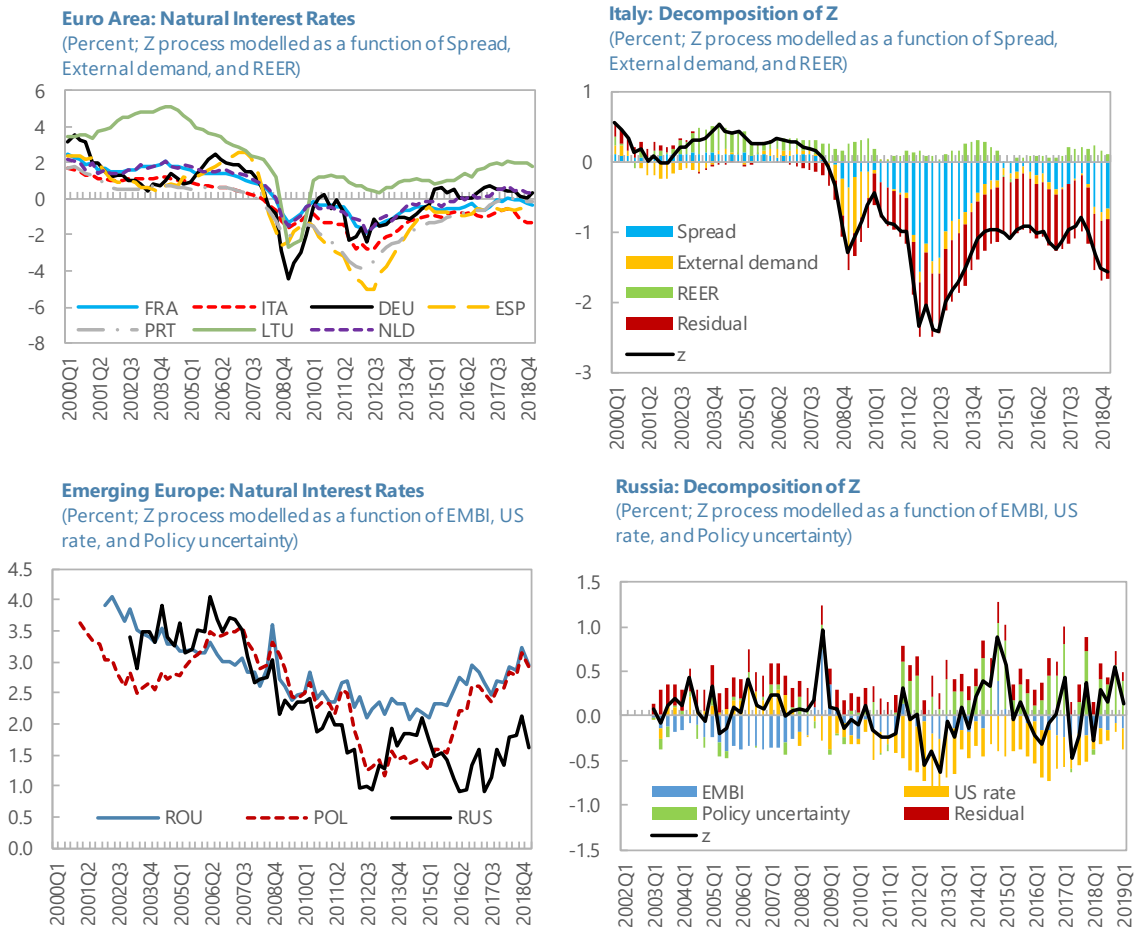 Euro Area: Natural Interest Rates
(Percent; Z process modelled as a function of Spread,
External demand, and REER)
6
4
2
0
-2
-4
-6
-8
FRA
ITA
DEU
ESP
PRT
LTU
NLD
2000Q1
2001Q2
2002Q3
2003Q4
2005Q1
2006Q2
2007Q3
2008Q4
2010Q1
2011Q2
2012Q3
2013Q4
2015Q1
2016Q2
2017Q3
2018Q4
Italy: Decomposition of Z
(Percent; Z process modelled as a function of Spread,
External demand, and REER)
1
0
-1
-2
-3
Spread
External demand
REER
Residual
z
2000Q1
2001Q2
2002Q3
2003Q4
2005Q1
2006Q2
2007Q3
2008Q4
2010Q1
2011Q2
2012Q3
2013Q4
2015Q1
2016Q2
2017Q3
2018Q4
Emerging Europe: Natural Interest Rates
(Percent; Z process modelled as a function of EMBI, US
rate, and Policy uncertainty)
4.5
4.0
3.5
3.0
2.5
2.0
1.5
1.0
0.5
0.0
ROU
POL
RUS
2000Q1
2001Q2
2002Q3
2003Q4
2005Q1
2006Q2
2007Q3
2008Q4
2010Q1
2011Q2
2012Q3
2013Q4
2015Q1
2016Q2
2017Q3
2018Q4
Russia: Decomposition of Z
(Percent; Z process modelled as a function of EMBI, US
rate, and Policy uncertainty)
1.5
1.0
0.5
0.0
-0.5
-1.0
-1.5
EMBI
US rate
Policy uncertainty
Residual
z
2002Q1
2003Q1
2004Q1
2005Q1
2006Q1
2007Q1
2008Q1
2009Q1
2010Q1
2011Q1
2012Q1
2013Q1
2014Q1
2015Q1
2016Q1
2017Q1
2018Q1
2019Q1